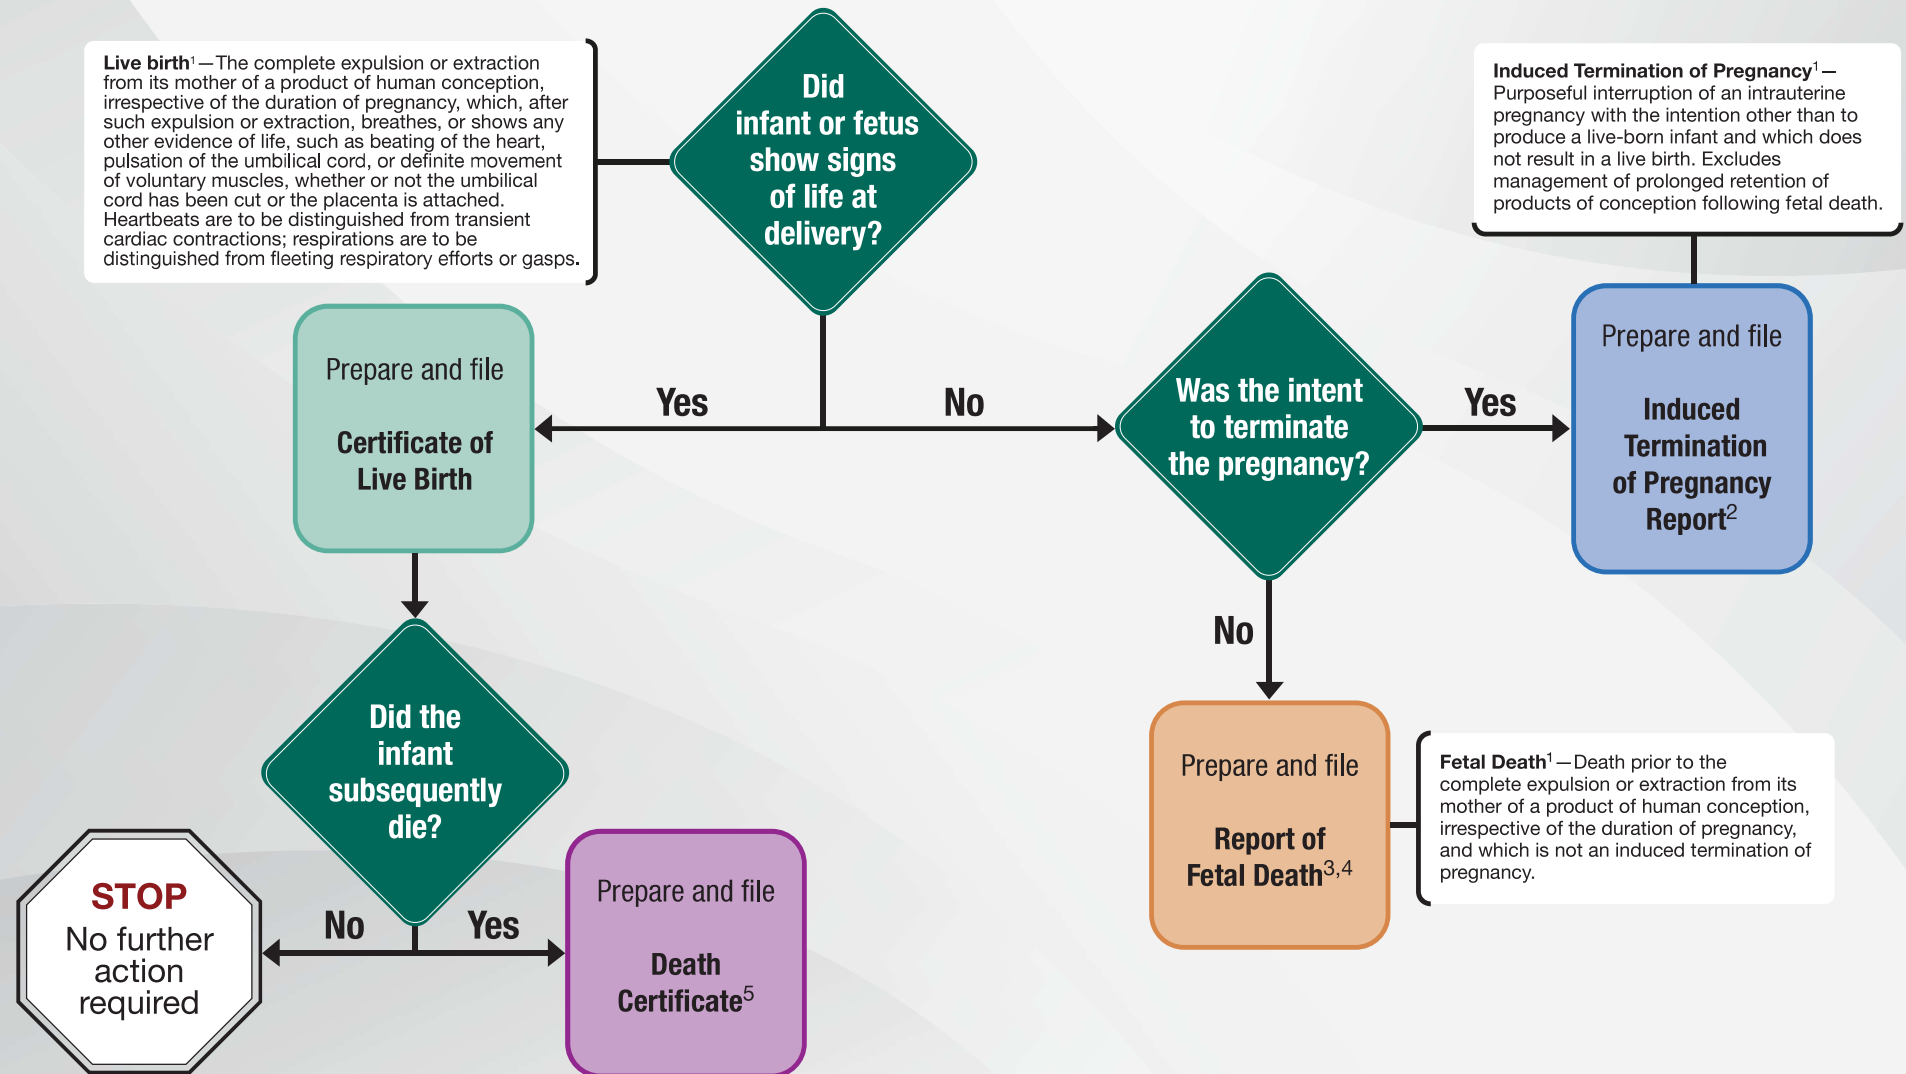 Live birth¹—The complete expulsion or extraction
from its mother of a product of human conception,
irrespective of the duration of pregnancy, which, after
such expulsion or extraction, breathes, or shows any
other evidence of life, such as beating of the heart,
pulsation of the umbilical cord, or definite movement
of voluntary muscles, whether or not the umbilical
cord has been cut or the placenta is attached.
Heartbeats are to be distinguished from transient
cardiac contractions; respirations are to be
distinguished from fleeting respiratory efforts or gasps.
Did
infant or fetus
show signs
of life at
delivery?
Induced Termination of Pregnancy¹—
Purposeful interruption of an intrauterine
pregnancy with the intention other than to
produce a live-born infant and which does
not result in a live birth. Excludes
management of prolonged retention of
products of conception following fetal death.
Prepare and file
Certificate of
Live Birth
Yes
No
Was the intent
to terminate
the pregnancy?
Yes
Prepare and file
Induced
Termination
of Pregnancy
Report²
No
Did the
infant
subsequently
die?
Prepare and file
Report of
Fetal Death³,⁴
Fetal Death¹—Death prior to the
complete expulsion or extraction from its
mother of a product of human conception,
irrespective of the duration of pregnancy,
and which is not an induced termination of
pregnancy.
STOP
No further
action
required
No
Yes
Prepare and file
Death
Certificate⁵